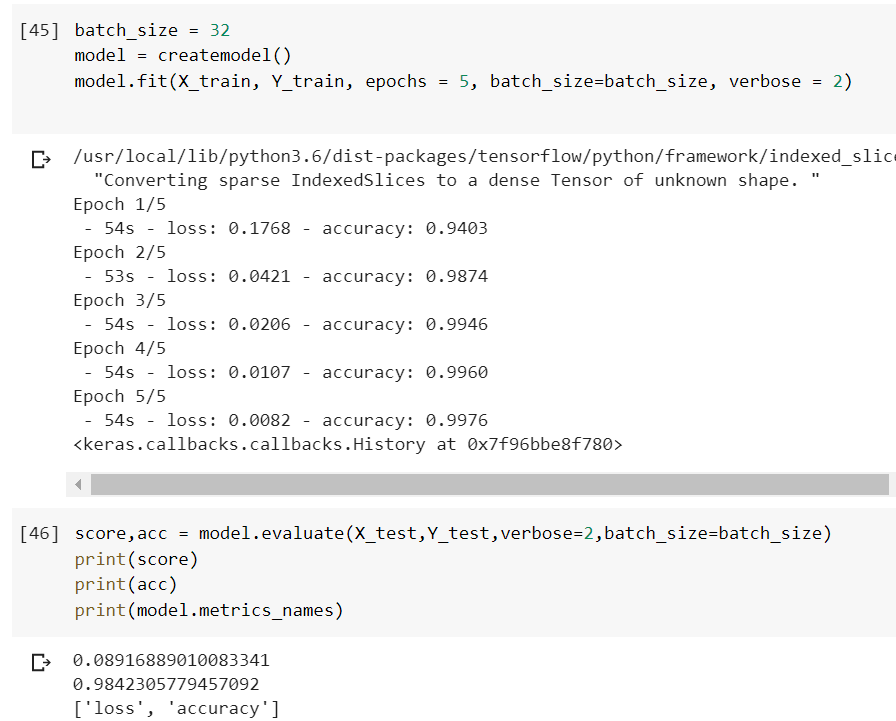 [45] batch_size = 32
model = createmodel()
model.fit(X_train, Y_train, epochs = 5, batch_size=batch_size, verbose = 2)
/usr/local/lib/python3.6/dist-packages/tensorflow/python/framework/indexed_slic
"Converting sparse IndexedSlices to a dense Tensor of unknown shape. "
Epoch 1/5
- 54s - loss: 0.1768 - accuracy: 0.9403
Epoch 2/5
- 53s - loss: 0.0421 - accuracy: 0.9874
Epoch 3/5
- 54s - loss: 0.0206 - accuracy: 0.9946
Epoch 4/5
- 54s - loss: 0.0107 - accuracy: 0.9960
Epoch 5/5
- 54s - loss: 0.0082 - accuracy: 0.9976
<keras.callbacks.callbacks.History at 0x7f96bbe8f780>
[46] score,acc = model.evaluate(X_test,Y_test,verbose=2,batch_size=batch_size)
print(score)
print(acc)
print(model.metrics_names)
0.08916889010083341
0.9842305779457092
['loss', 'accuracy']